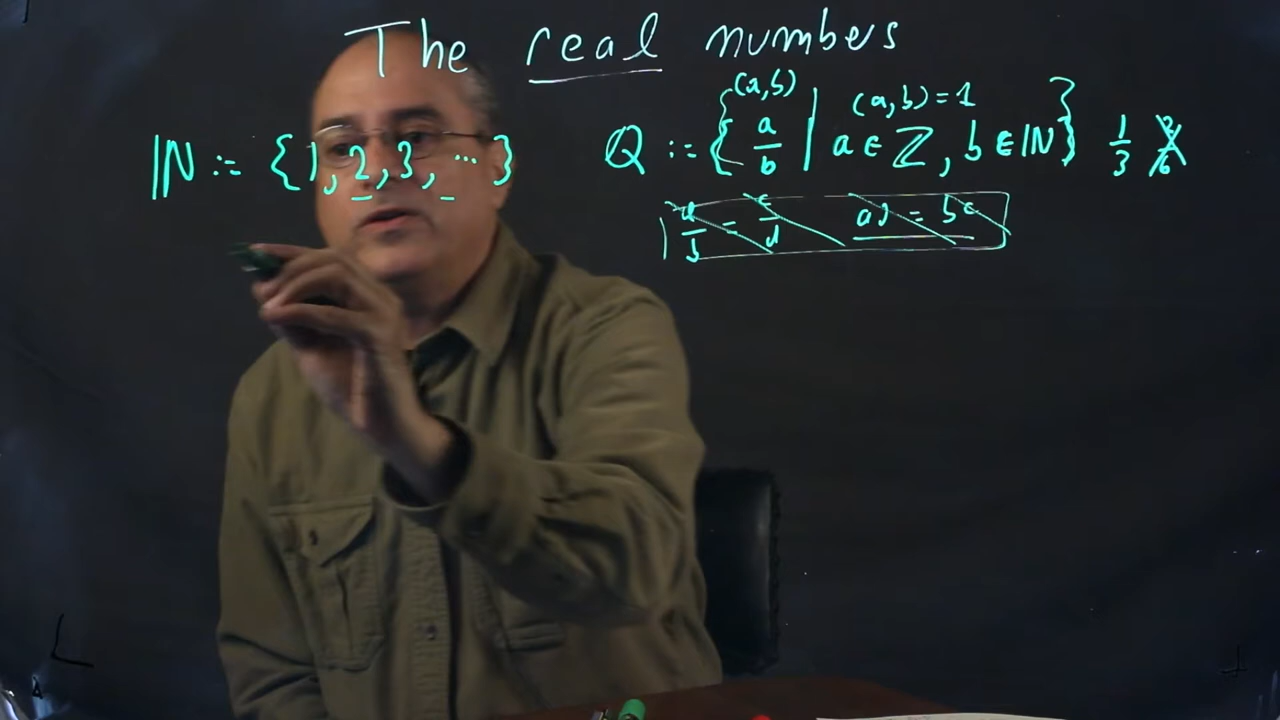 The real numbers
ℕ := {1, 2, 3, ... }
(a,b) (a,b) = 1
Q := { a/b | a ∈ ℤ, b ∈ ℕ } 1/3 2/6
a/b = c/d ad = bc